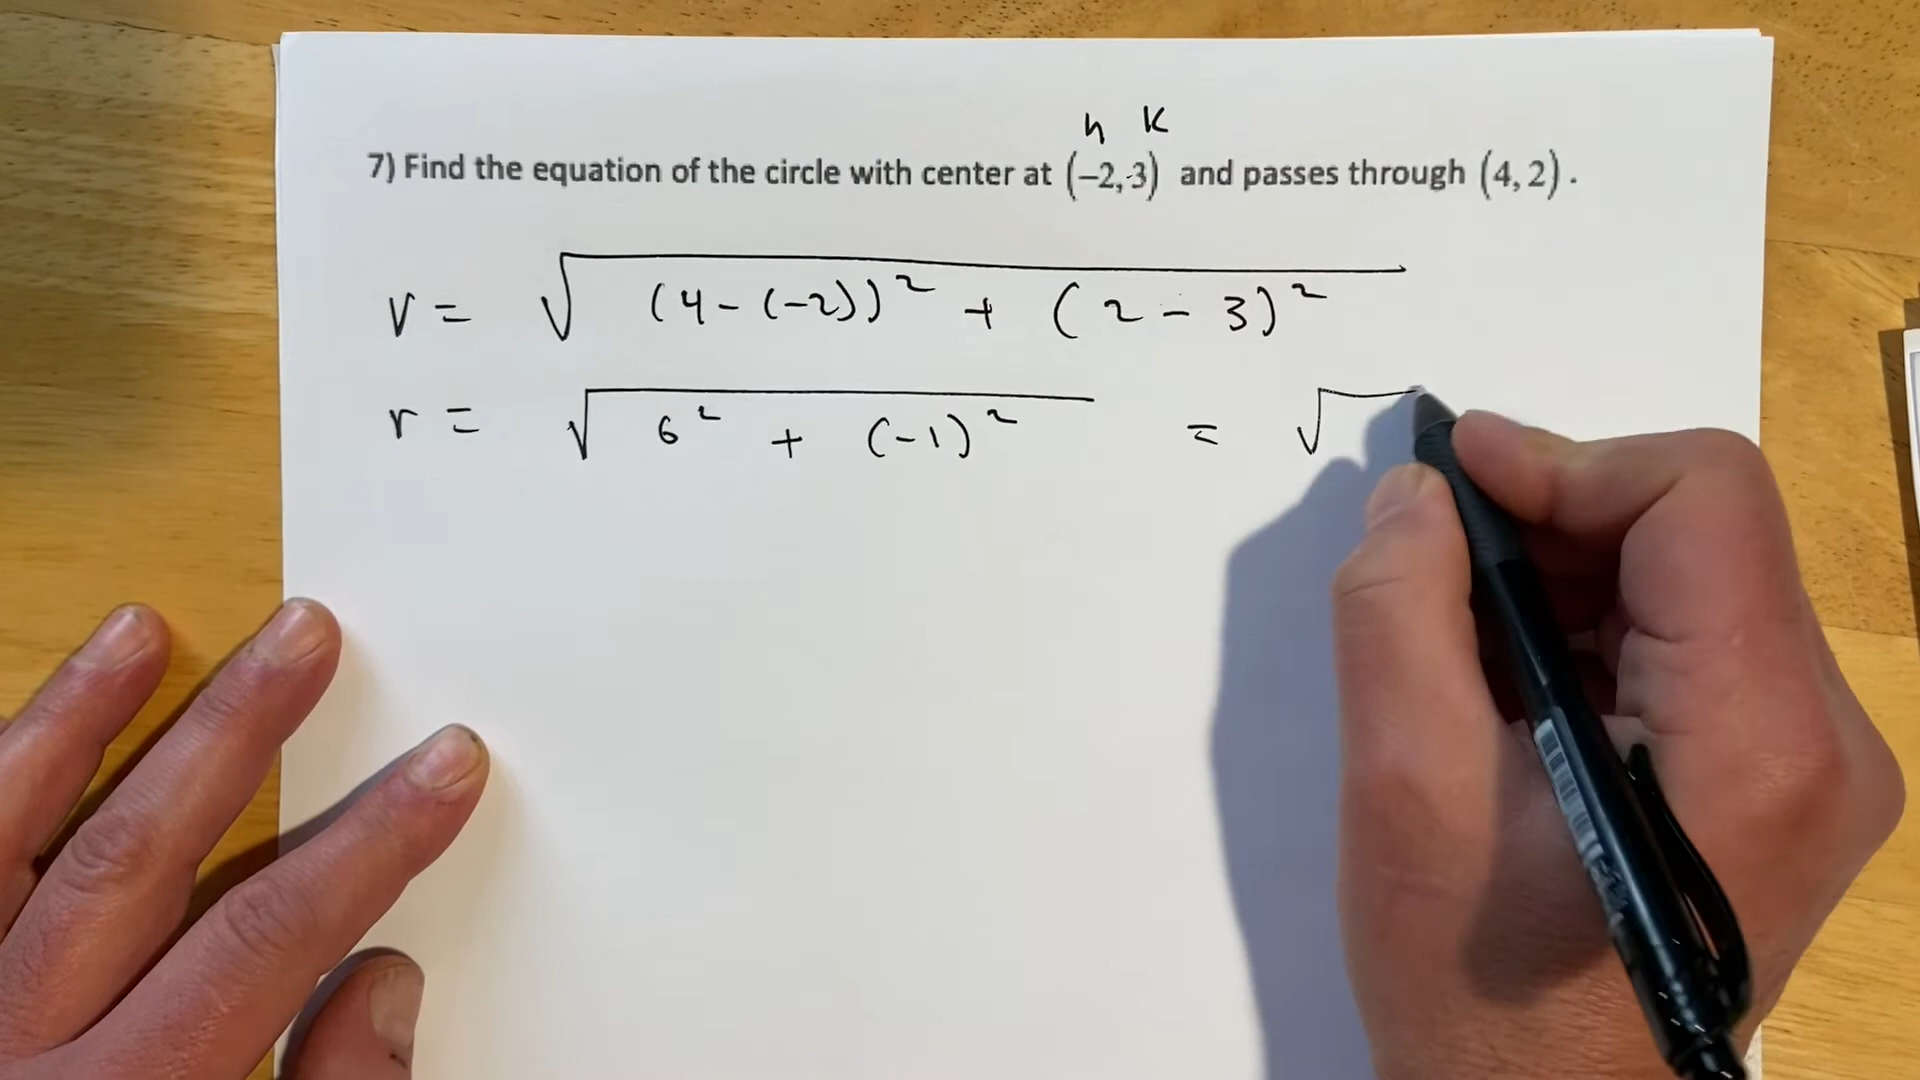 h k
7) Find the equation of the circle with center at (−2, 3) and passes through (4, 2).
r = √(4 - (-2))² + (2 - 3)²
r = √6² + (-1)² = √